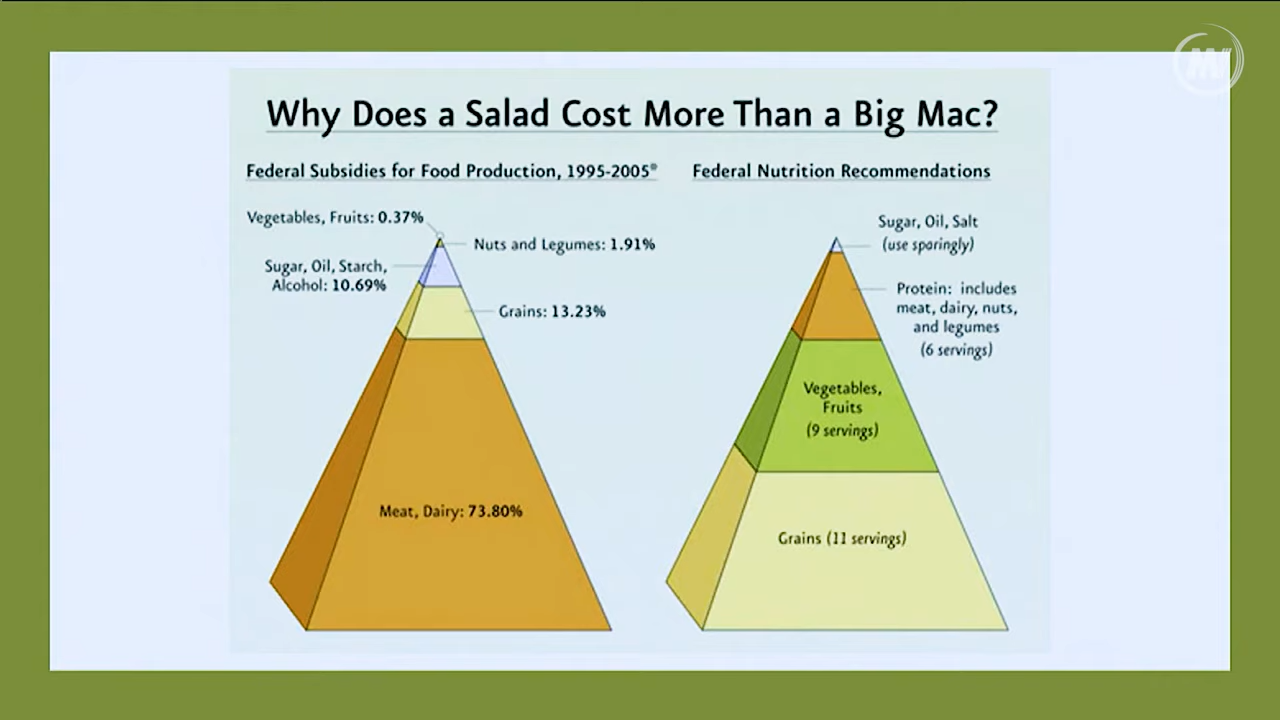 Why Does a Salad Cost More Than a Big Mac?
Federal Subsidies for Food Production, 1995-2005*
Vegetables, Fruits: 0.37%
Nuts and Legumes: 1.91%
Sugar, Oil, Starch,
Alcohol: 10.69%
Grains: 13.23%
Meat, Dairy: 73.80%
Federal Nutrition Recommendations
Sugar, Oil, Salt
(use sparingly)
Protein: includes
meat, dairy, nuts,
and legumes
(6 servings)
Vegetables,
Fruits
(9 servings)
Grains (11 servings)